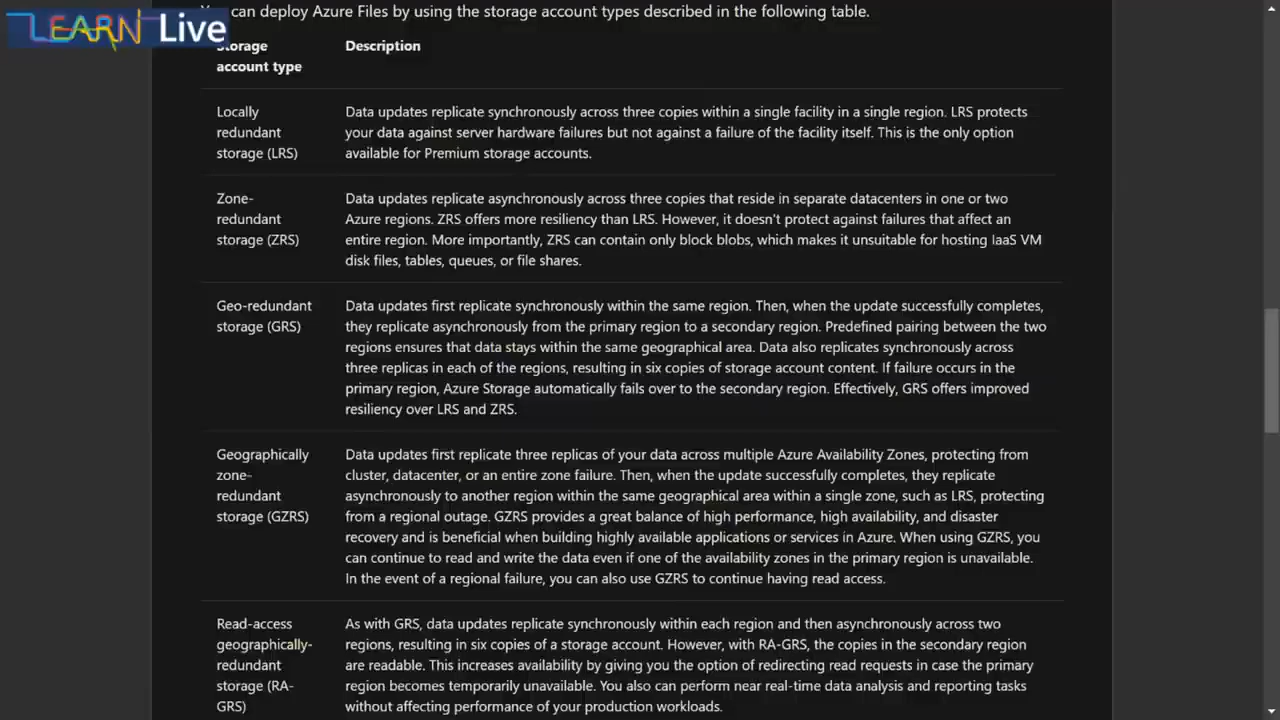 LEARN Live
can deploy Azure Files by using the storage account types described in the following table.
Storage
account type
Description
Locally
redundant
storage (LRS)
Data updates replicate synchronously across three copies within a single facility in a single region. LRS protects
your data against server hardware failures but not against a failure of the facility itself. This is the only option
available for Premium storage accounts.
Zone-
redundant
storage (ZRS)
Data updates replicate asynchronously across three copies that reside in separate datacenters in one or two
Azure regions. ZRS offers more resiliency than LRS. However, it doesn't protect against failures that affect an
entire region. More importantly, ZRS can contain only block blobs, which makes it unsuitable for hosting IaaS VM
disk files, tables, queues, or file shares.
Geo-redundant
storage (GRS)
Data updates first replicate synchronously within the same region. Then, when the update successfully completes,
they replicate asynchronously from the primary region to a secondary region. Predefined pairing between the two
regions ensures that data stays within the same geographical area. Data also replicates synchronously across
three replicas in each of the regions, resulting in six copies of storage account content. If failure occurs in the
primary region, Azure Storage automatically fails over to the secondary region. Effectively, GRS offers improved
resiliency over LRS and ZRS.
Geographically
zone-
redundant
storage (GZRS)
Data updates first replicate three replicas of your data across multiple Azure Availability Zones, protecting from
cluster, datacenter, or an entire zone failure. Then, when the update successfully completes, they replicate
asynchronously to another region within the same geographical area within a single zone, such as LRS, protecting
from a regional outage. GZRS provides a great balance of high performance, high availability, and disaster
recovery and is beneficial when building highly available applications or services in Azure. When using GZRS, you
can continue to read and write the data even if one of the availability zones in the primary region is unavailable.
In the event of a regional failure, you can also use GZRS to continue having read access.
Read-access
geographically-
redundant
storage (RA-
GRS)
As with GRS, data updates replicate synchronously within each region and then asynchronously across two
regions, resulting in six copies of a storage account. However, with RA-GRS, the copies in the secondary region
are readable. This increases availability by giving you the option of redirecting read requests in case the primary
region becomes temporarily unavailable. You also can perform near real-time data analysis and reporting tasks
without affecting performance of your production workloads.